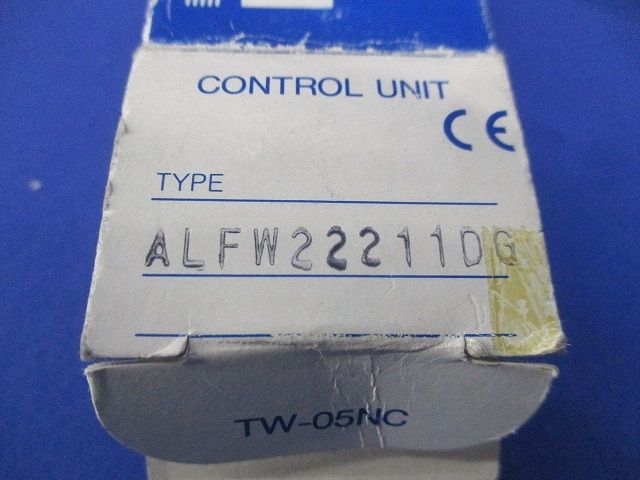 CONTROL UNIT
CE
TYPE
ALFW22211DG
TW-05NC